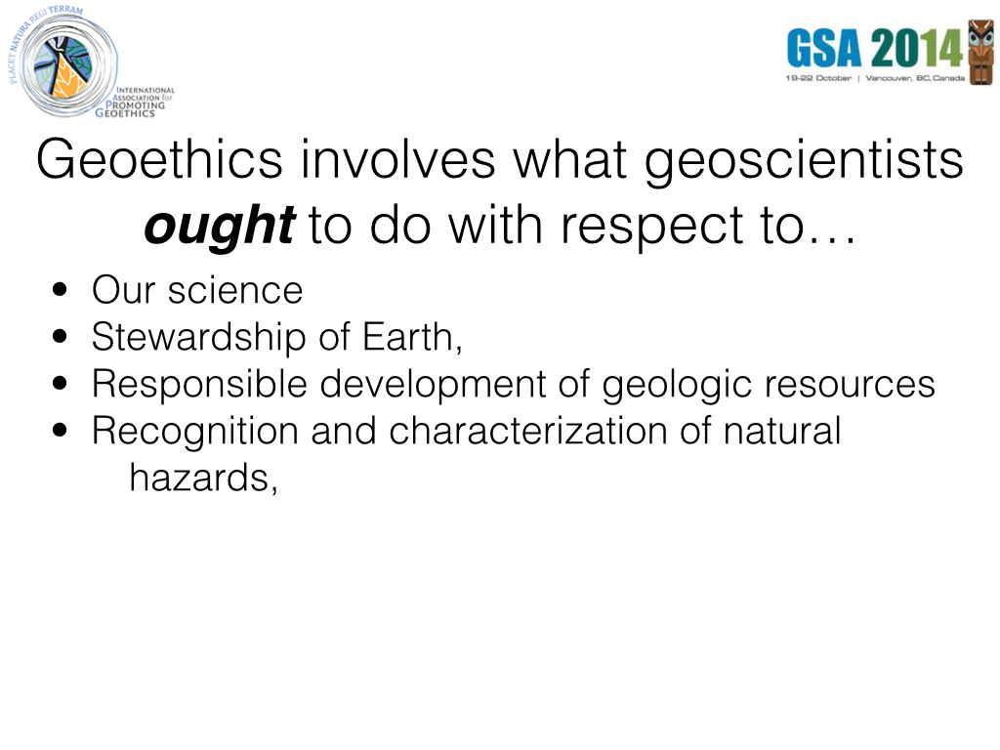 PLACET NATURA REGI TERRAM
INTERNATIONAL
ASSOCIATION for
PROMOTING
GEOETHICS
GSA 2014
19-22 October | Vancouver, BC, Canada
Geoethics involves what geoscientists
ought to do with respect to…
• Our science
• Stewardship of Earth,
• Responsible development of geologic resources
• Recognition and characterization of natural
hazards,